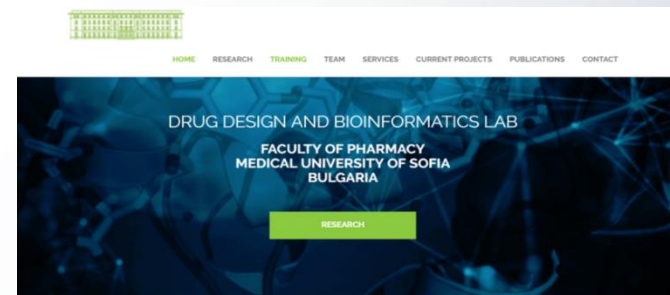 HOME RESEARCH TRAINING TEAM SERVICES CURRENT PROJECTS PUBLICATIONS CONTACT
DRUG DESIGN AND BIOINFORMATICS LAB
FACULTY OF PHARMACY
MEDICAL UNIVERSITY OF SOFIA
BULGARIA
RESEARCH